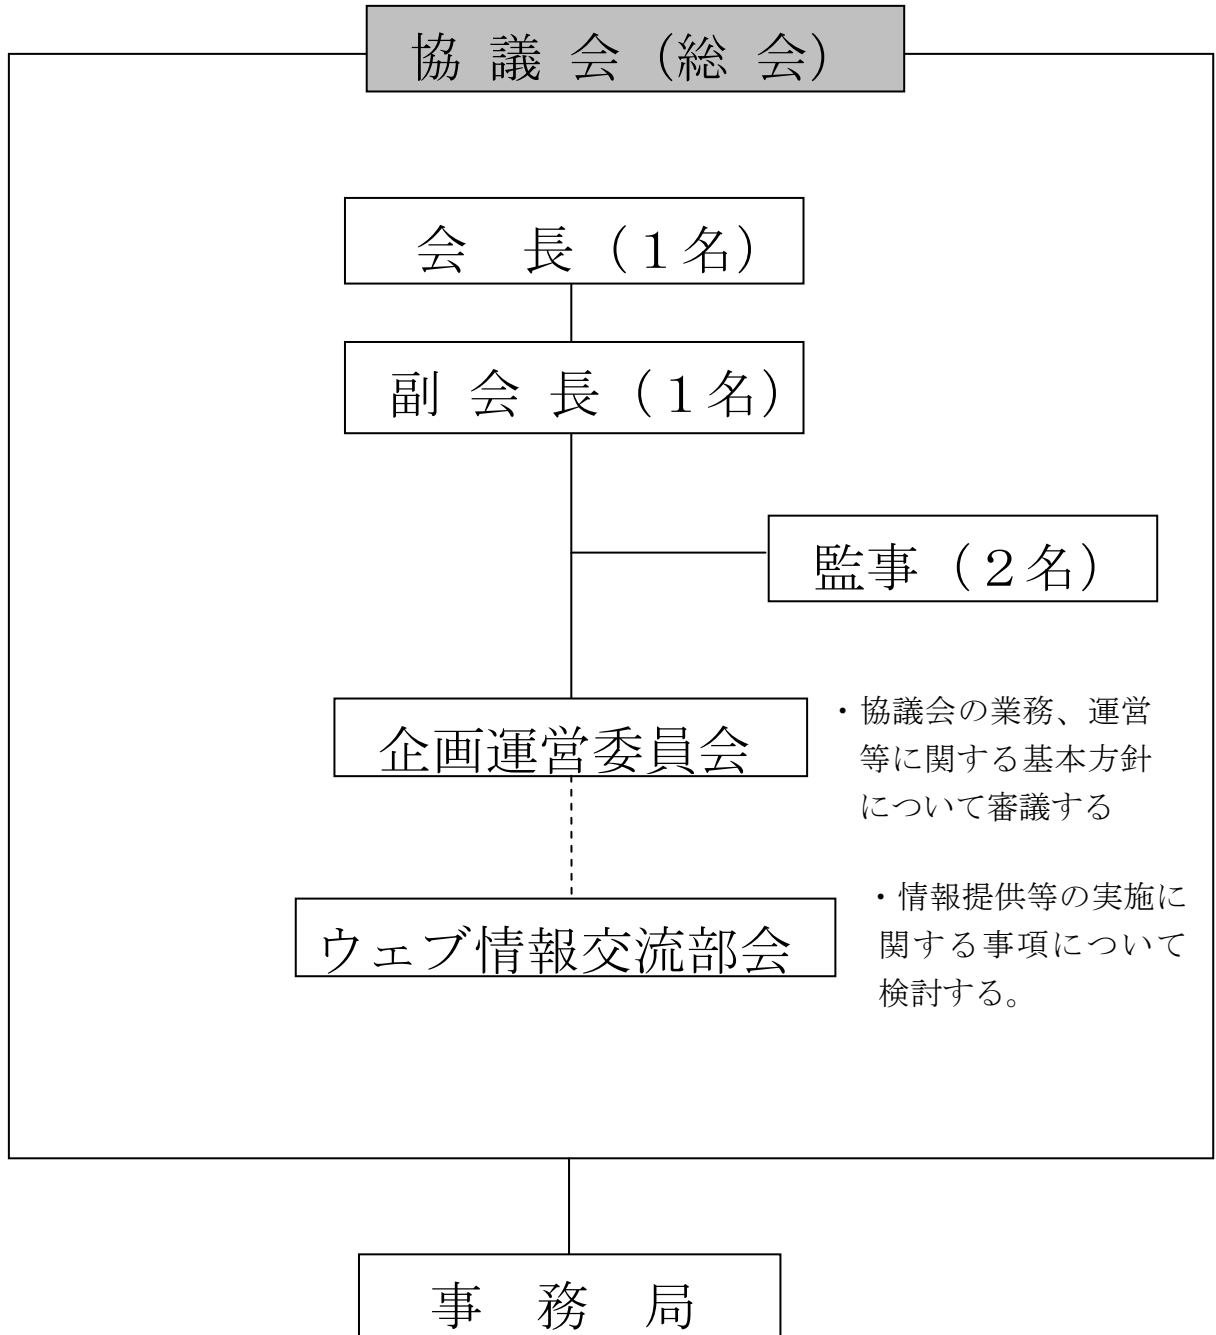 協 議 会（総 会）
会　長（１名）
副 会 長（１名）
監事（２名）
企画運営委員会
・協議会の業務、運営
等に関する基本方針
について審議する
ウェブ情報交流部会
・情報提供等の実施に
関する事項について
検討する。
事　務　局